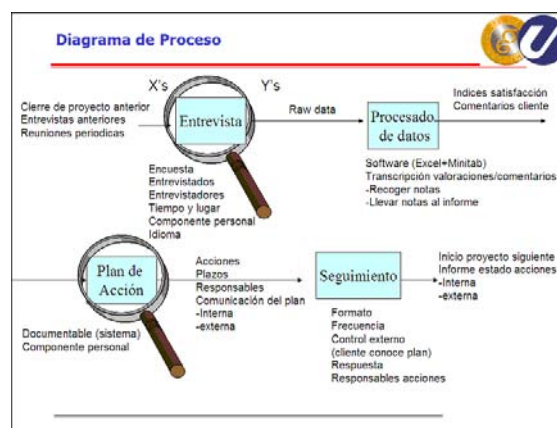 Diagrama de Proceso
X's
Y's
Cierre de proyecto anterior
Entrevistas anteriores
Reuniones periodicas
Entrevista
Raw data
Procesado
de datos
Indices satisfacción
Comentarios cliente
Encuesta
Entrevistados
Entrevistadores
Tiempo y lugar
Componente personal
Idioma
Software (Excel+Minitab)
Transcripción valoraciones/comentarios
-Recoger notas
-Llevar notas al informe
Plan de
Acción
Documentable (sistema)
Componente personal
Acciones
Plazos
Responsables
Comunicación del plan
-Interna
-externa
Seguimiento
Inicio proyecto siguiente
Informe estado acciones
-Interna
-externa
Formato
Frecuencia
Control externo
(cliente conoce plan)
Respuesta
Responsables acciones